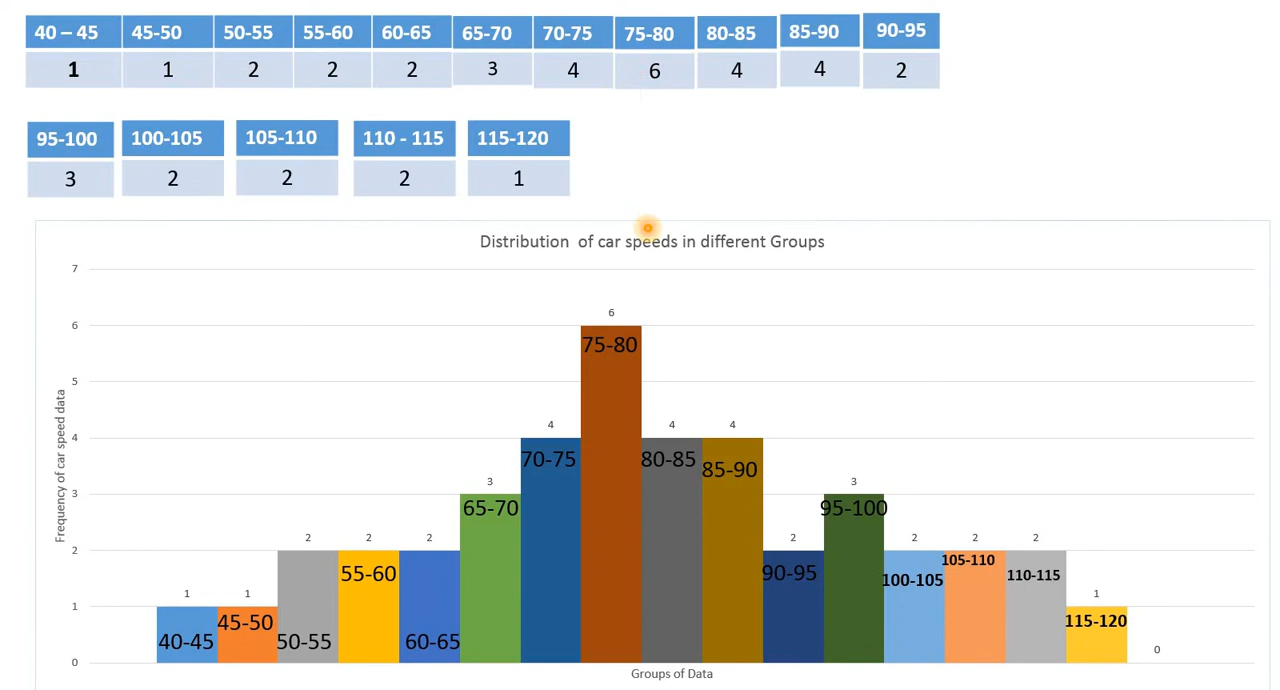 40 – 45 45-50 50-55 55-60 60-65 65-70 70-75 75-80 80-85 85-90 90-95
1 1 2 2 2 3 4 6 4 4 2
95-100 100-105 105-110 110 - 115 115-120
3 2 2 2 1
Distribution of car speeds in different Groups
Frequency of car speed data
7
6
5
4
3
2
1
0
1 1 2 2 2 3 4 6 4 4 2 3 2 2 2 1 0
40-45 45-50 50-55 55-60 60-65 65-70 70-75 75-80 80-85 85-90 90-95 95-100 100-105 105-110 110-115 115-120
Groups of Data